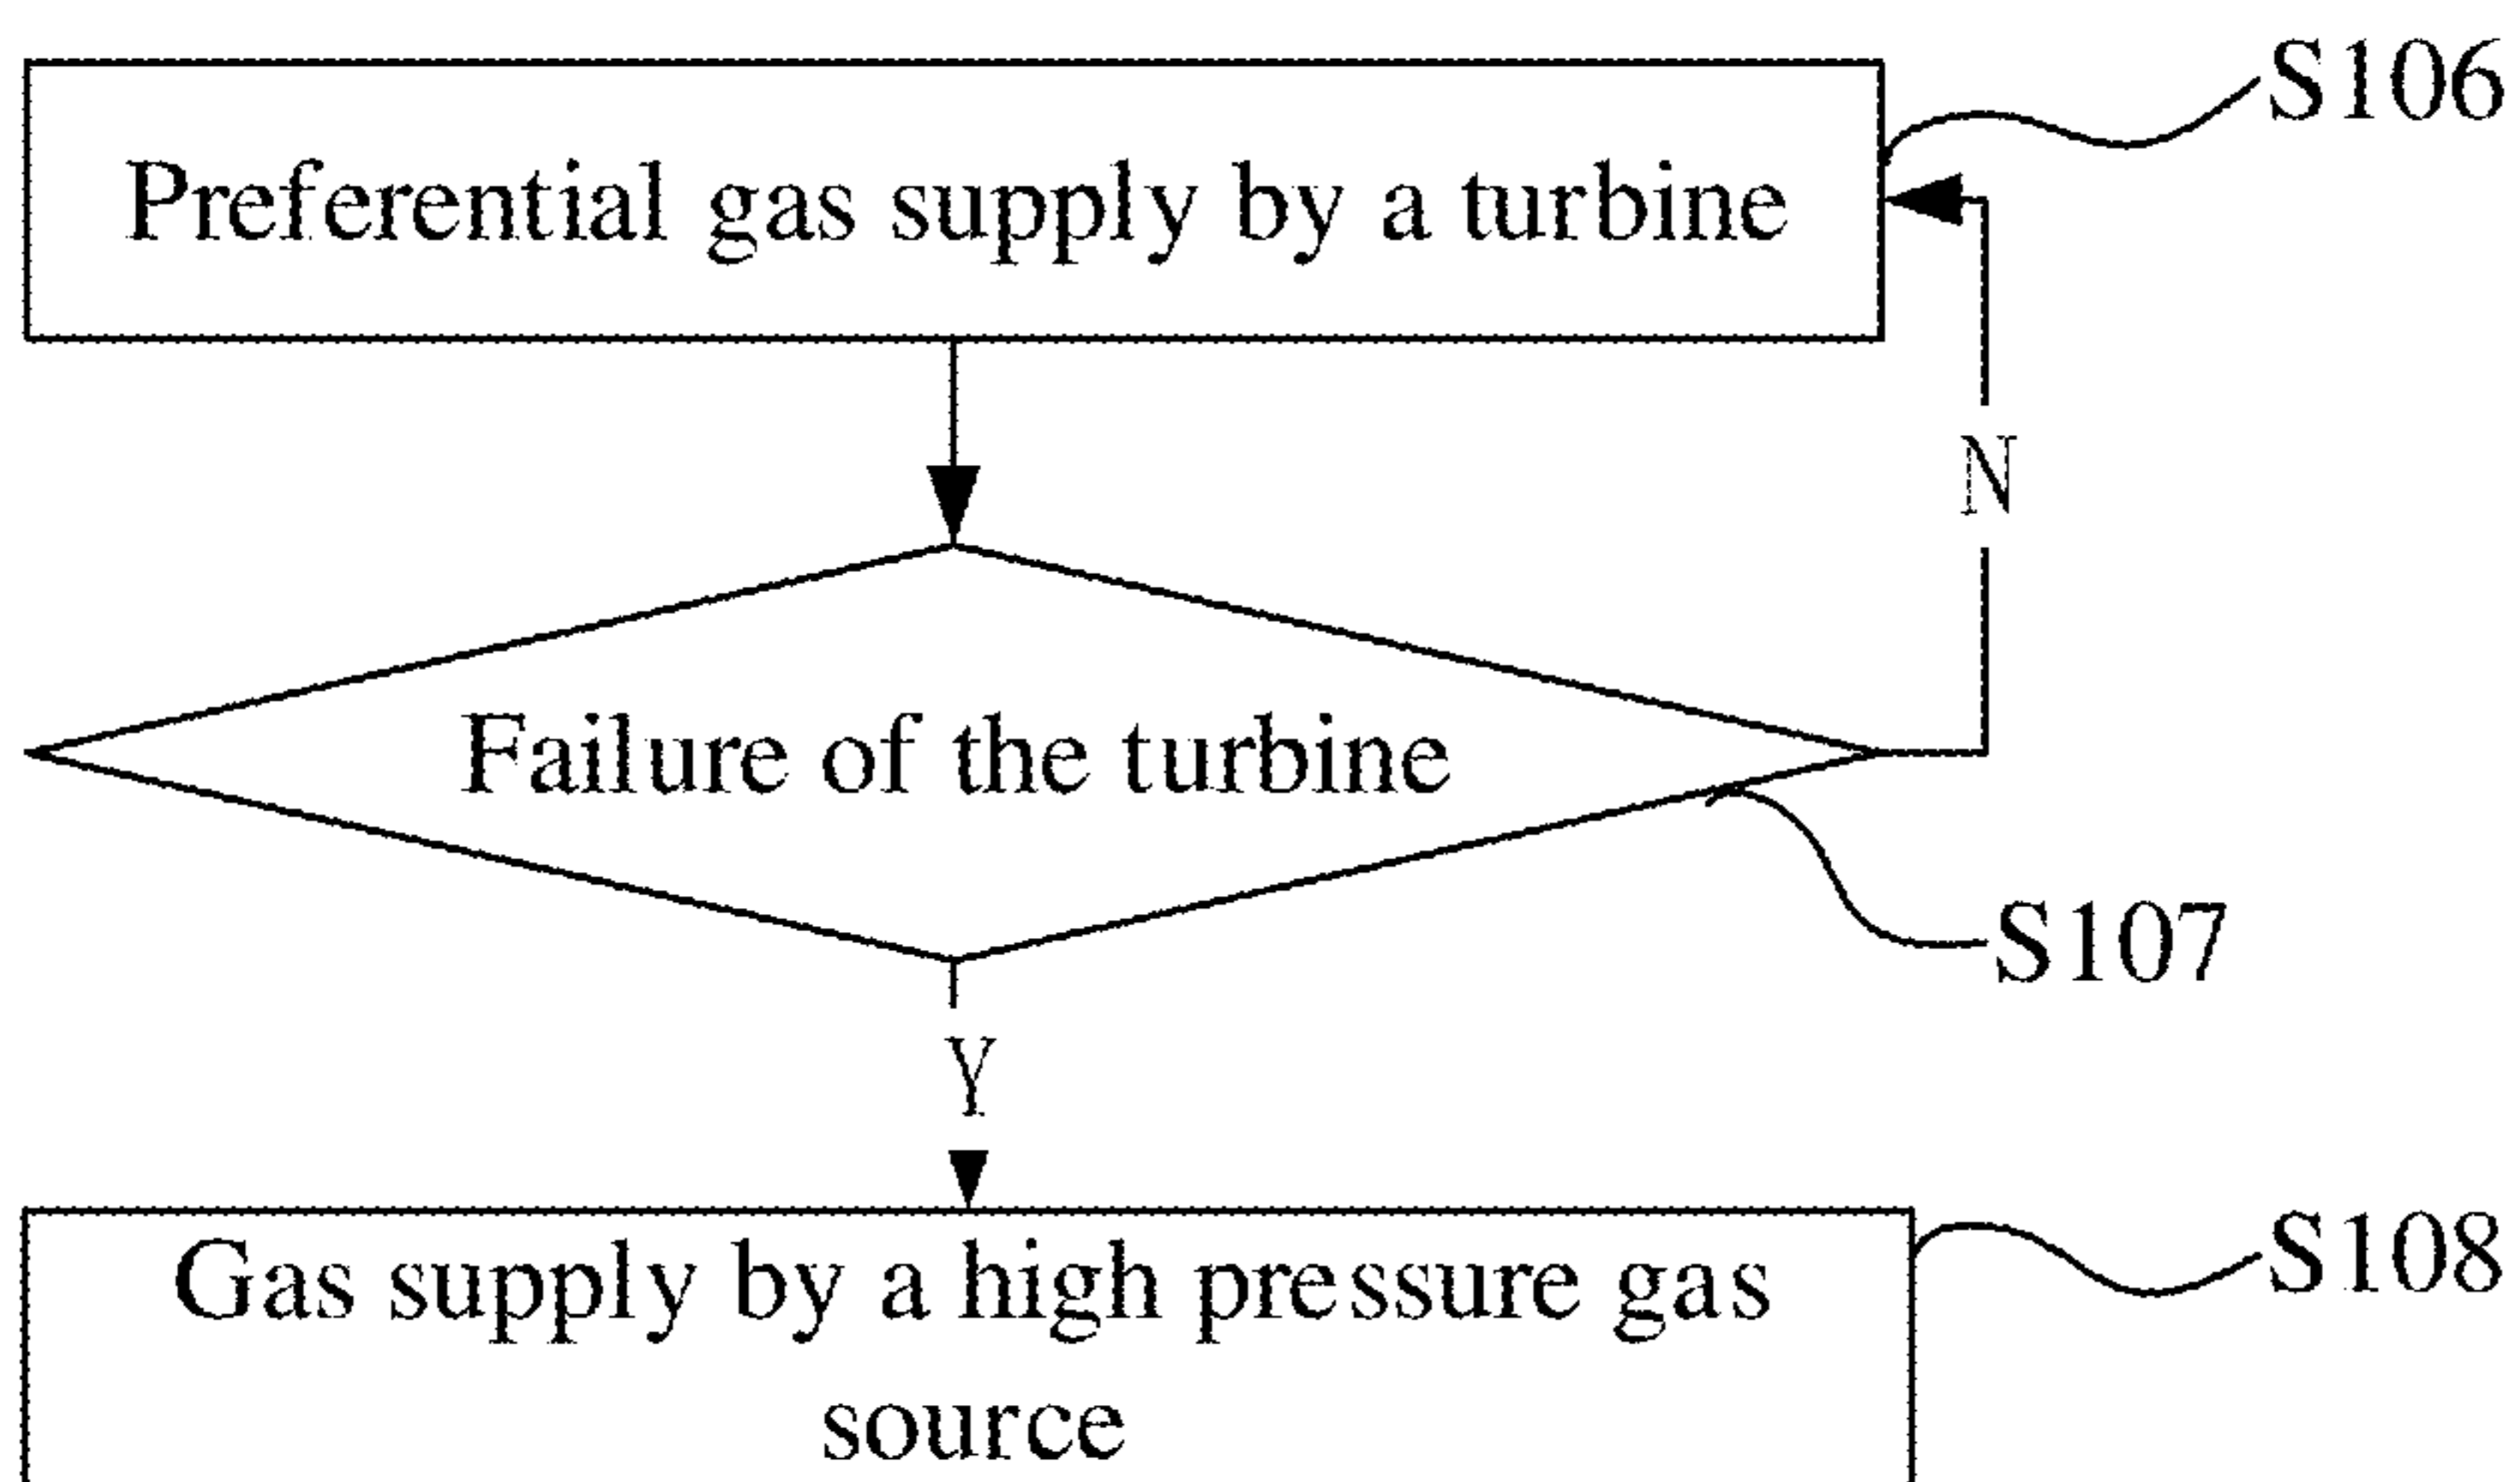 S106
Preferential gas supply by a turbine
N
Failure of the turbine
S107
Y
Gas supply by a high pressure gas
source
S108